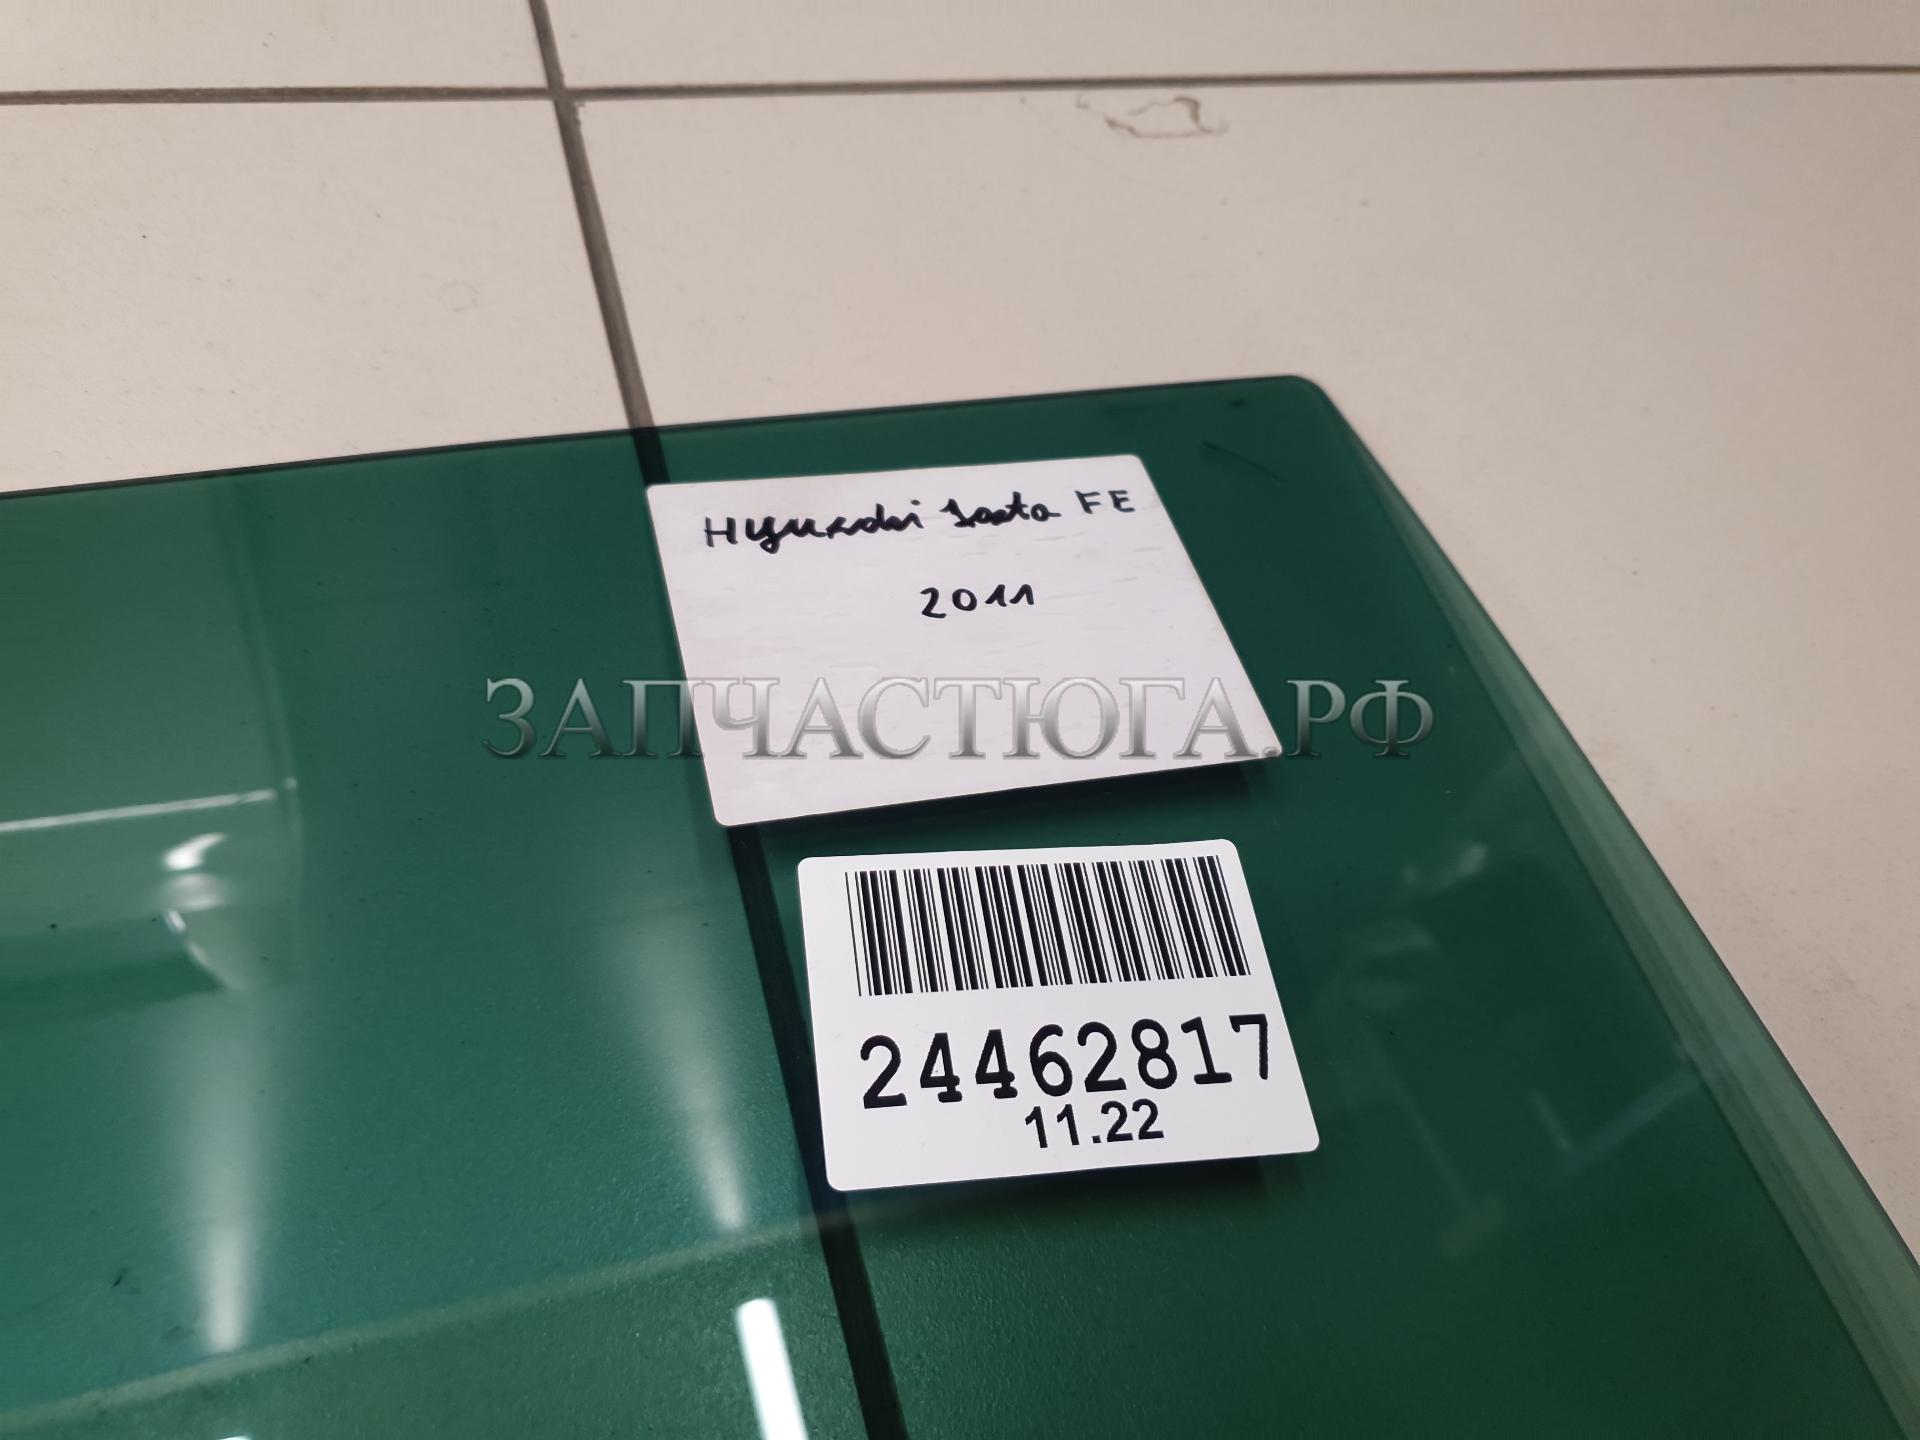 Hyundai Santa FE
2011
ЗАПЧАСТЮГА.РФ
24462817
11.22